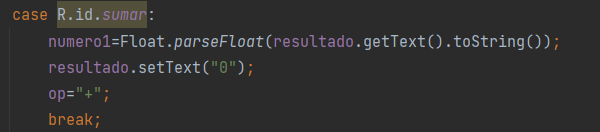 case R.id.sumar:
numero1=Float.parseFloat(resultado.getText().toString());
resultado.setText("0");
op="+";
break;